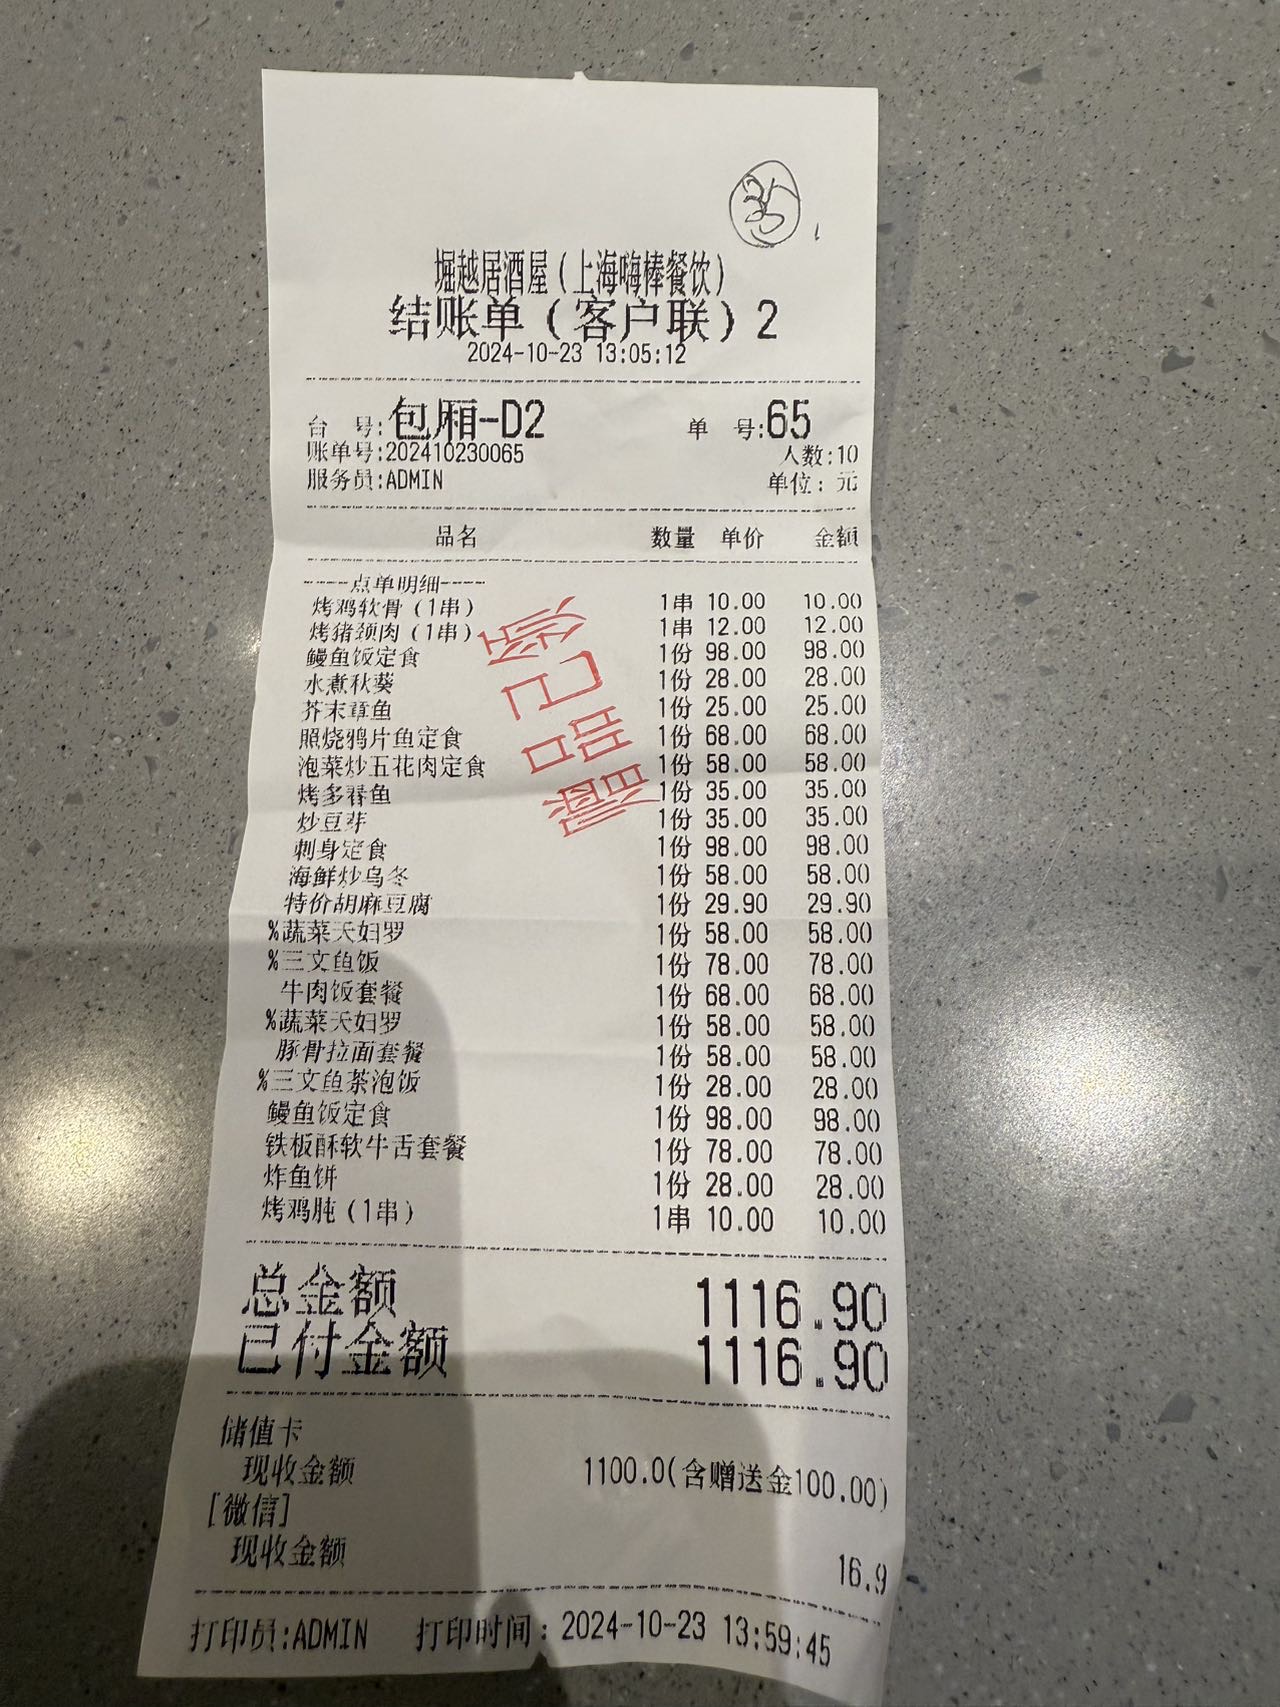 堀越居酒屋(上海嗨棒餐饮)
结账单(客户联)2
2024-10-23 13:05:12
台 号:包厢-D2 单 号:65
账单号:202410230065 人数:10
服务员:ADMIN 单位:元
品名 数量 单价 金额
----点单明细----
烤鸡软骨(1串) 1串 10.00 10.00
烤猪颈肉(1串) 1串 12.00 12.00
鳗鱼饭定食 1份 98.00 98.00
水煮秋葵 1份 28.00 28.00
芥末章鱼 1份 25.00 25.00
照烧鸦片鱼定食 1份 68.00 68.00
泡菜炒五花肉定食 1份 58.00 58.00
烤多春鱼 1份 35.00 35.00
炒豆芽 1份 35.00 35.00
刺身定食 1份 98.00 98.00
海鲜炒乌冬 1份 58.00 58.00
特价胡麻豆腐 1份 29.90 29.90
%蔬菜天妇罗 1份 58.00 58.00
%三文鱼饭 1份 78.00 78.00
牛肉饭套餐 1份 68.00 68.00
%蔬菜天妇罗 1份 58.00 58.00
豚骨拉面套餐 1份 58.00 58.00
%三文鱼茶泡饭 1份 28.00 28.00
鳗鱼饭定食 1份 98.00 98.00
铁板酥软牛舌套餐 1份 78.00 78.00
炸鱼饼 1份 28.00 28.00
烤鸡肫(1串) 1串 10.00 10.00
餐品已齐
总金额 1116.90
已付金额 1116.90
储值卡
现收金额 1100.0(含赠送金100.00)
[微信]
现收金额 16.9
打印员:ADMIN 打印时间:2024-10-23 13:59:45